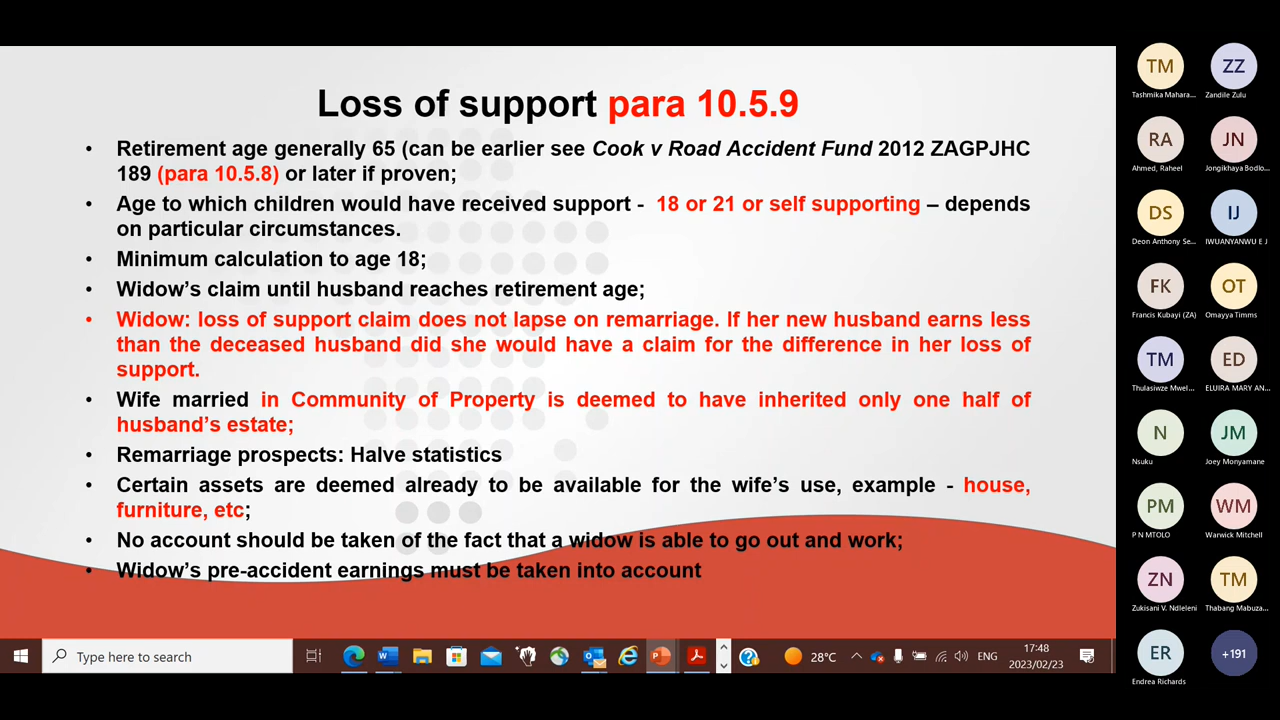 Loss of support para 10.5.9
• Retirement age generally 65 (can be earlier see Cook v Road Accident Fund 2012 ZAGPJHC
189 (para 10.5.8) or later if proven;
• Age to which children would have received support - 18 or 21 or self supporting – depends
on particular circumstances.
• Minimum calculation to age 18;
• Widow's claim until husband reaches retirement age;
• Widow: loss of support claim does not lapse on remarriage. If her new husband earns less
than the deceased husband did she would have a claim for the difference in her loss of
support.
• Wife married in Community of Property is deemed to have inherited only one half of
husband's estate;
• Remarriage prospects: Halve statistics
• Certain assets are deemed already to be available for the wife's use, example - house,
furniture, etc;
• No account should be taken of the fact that a widow is able to go out and work;
• Widow's pre-accident earnings must be taken into account
TM ZZ
Tashmika Mahara... Zandile Zulu
RA JN
Ahmed, Raheel Jongikhaya Bodlo...
DS IJ
Deon Anthony Se... IWUANYANWU E J
FK OT
Francis Kubayi (ZA) Omayya Timms
TM ED
Thulasiwze Mwel... ELUIRA MARY AN...
N JM
Nsuku Joey Monyamane
PM WM
P N MTOLO Warwick Mitchell
ZN TM
Zukisani V. Ndleleni Thabang Mabuza...
ER +191
Endrea Richards
Type here to search
28°C
ENG
17:48
2023/02/23